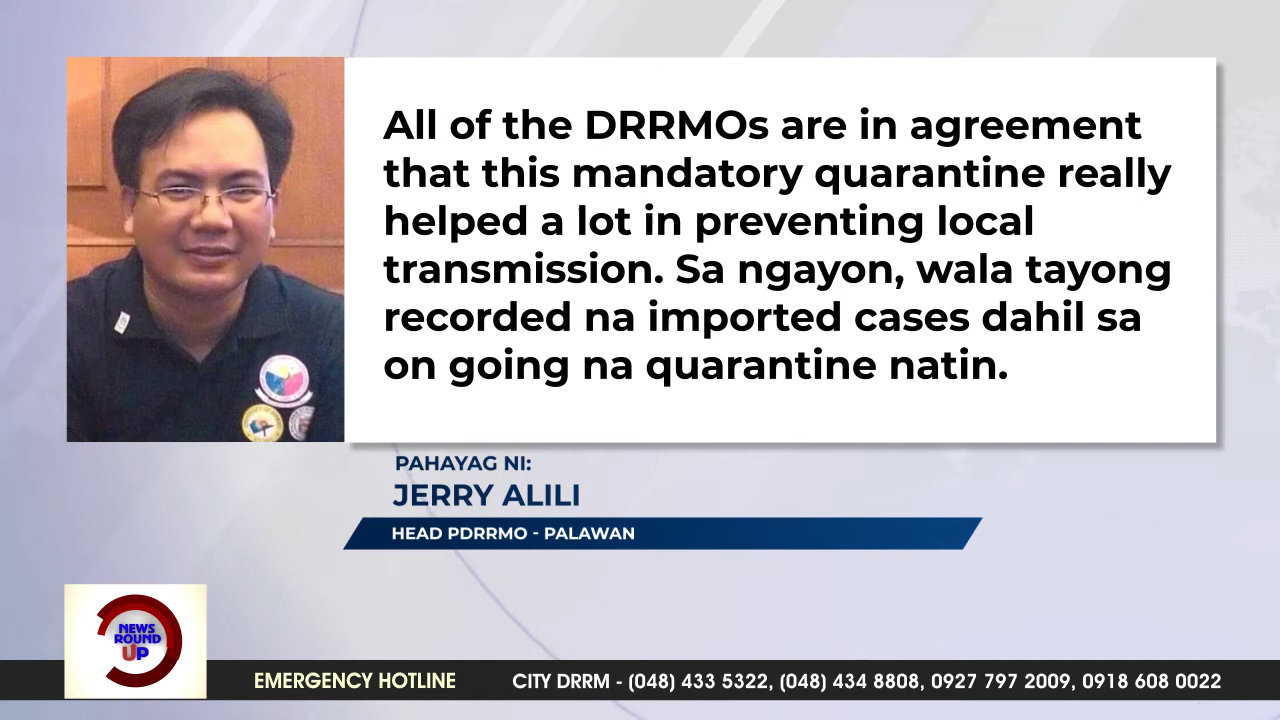 All of the DRRMOs are in agreement
that this mandatory quarantine really
helped a lot in preventing local
transmission. Sa ngayon, wala tayong
recorded na imported cases dahil sa
on going na quarantine natin.
PAHAYAG NI:
JERRY ALILI
HEAD PDRRMO - PALAWAN
NEWS
ROUND
UP
EMERGENCY HOTLINE CITY DRRM - (048) 433 5322, (048) 434 8808, 0927 797 2009, 0918 608 0022